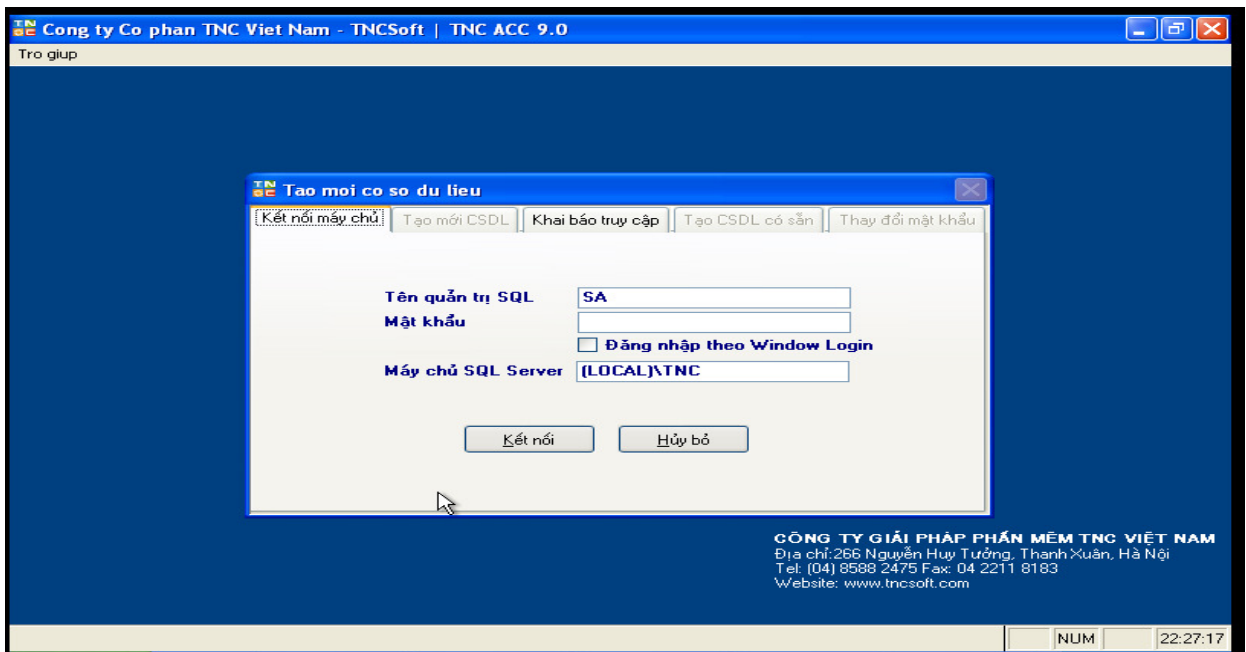 Cong ty Co phan TNC Viet Nam - TNCSoft | TNC ACC 9.0
Tro giup
Tao moi co so du lieu
Kết nối máy chủ Tạo mới CSDL Khai báo truy cập Tạo CSDL có sẵn Thay đổi mật khẩu
Tên quản trị SQL SA
Mật khẩu
Đăng nhập theo Window Login
Máy chủ SQL Server (LOCAL)\TNC
Kết nối Hủy bỏ
CÔNG TY GIẢI PHÁP PHẦN MỀM TNC VIỆT NAM
Địa chỉ:266 Nguyễn Huy Tưởng, Thanh Xuân, Hà Nội
Tel: (04) 8588 2475 Fax: 04 2211 8183
Website: www.tncsoft.com
NUM 22:27:17